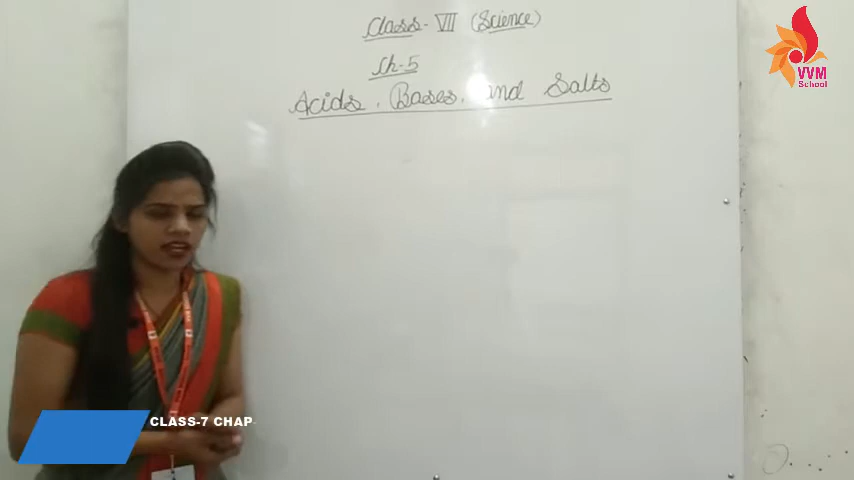 Class - VII (Science)
Ch-5
Acids, Bases, and Salts
VVM
School
CLASS-7 CHAP